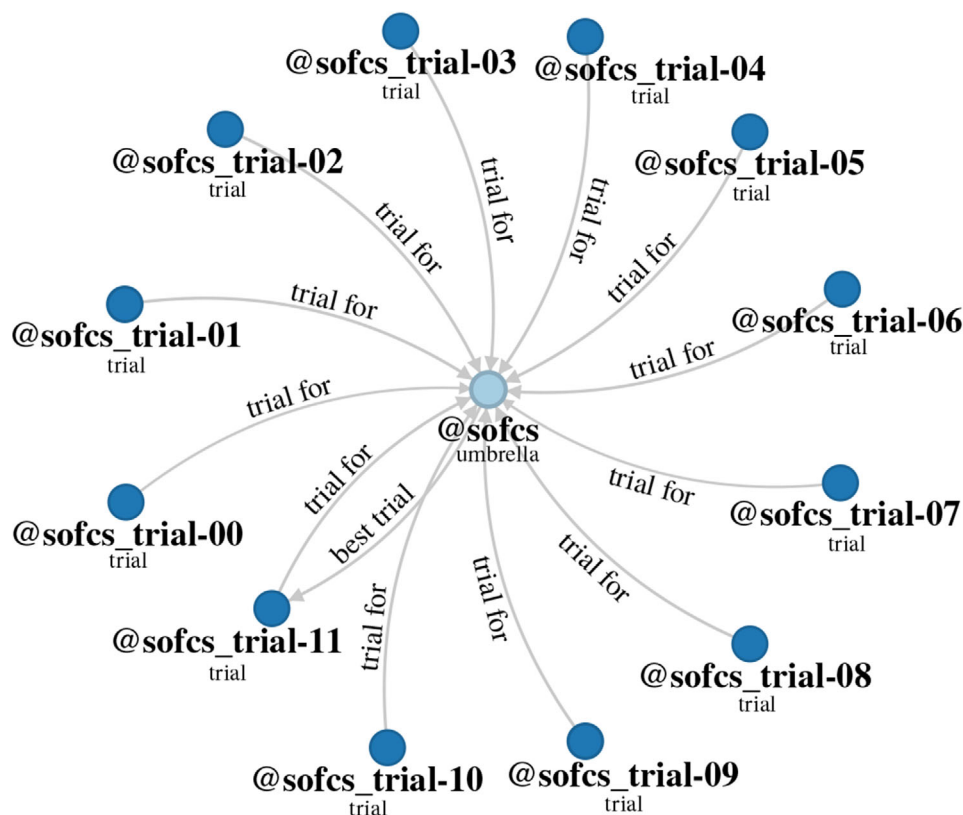 @sofcs_trial-03
trial
@sofcs_trial-04
trial
@sofcs_trial-02
trial
@sofcs_trial-05
trial
trial for
trial for
trial for
trial for
@sofcs_trial-01
trial
trial for
@sofcs_trial-06
trial
trial for
trial for
@sofcs
umbrella
@sofcs_trial-00
trial
trial for
best trial
trial for
@sofcs_trial-07
trial
trial for
@sofcs_trial-11
trial
trial for
trial for
@sofcs_trial-08
trial
@sofcs_trial-10
trial
@sofcs_trial-09
trial